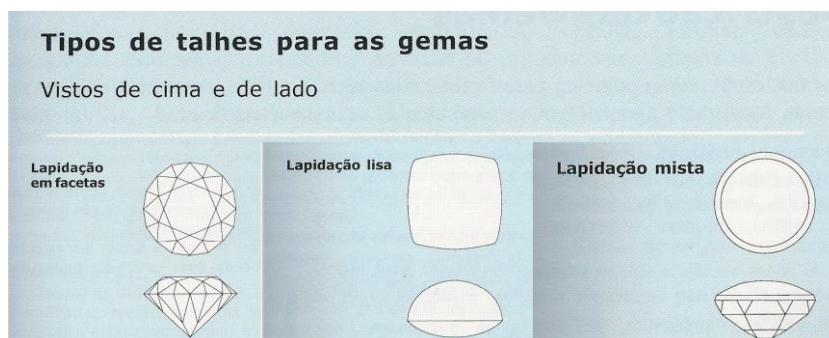 Tipos de talhes para as gemas
Vistos de cima e de lado
Lapidação
em facetas
Lapidação lisa
Lapidação mista